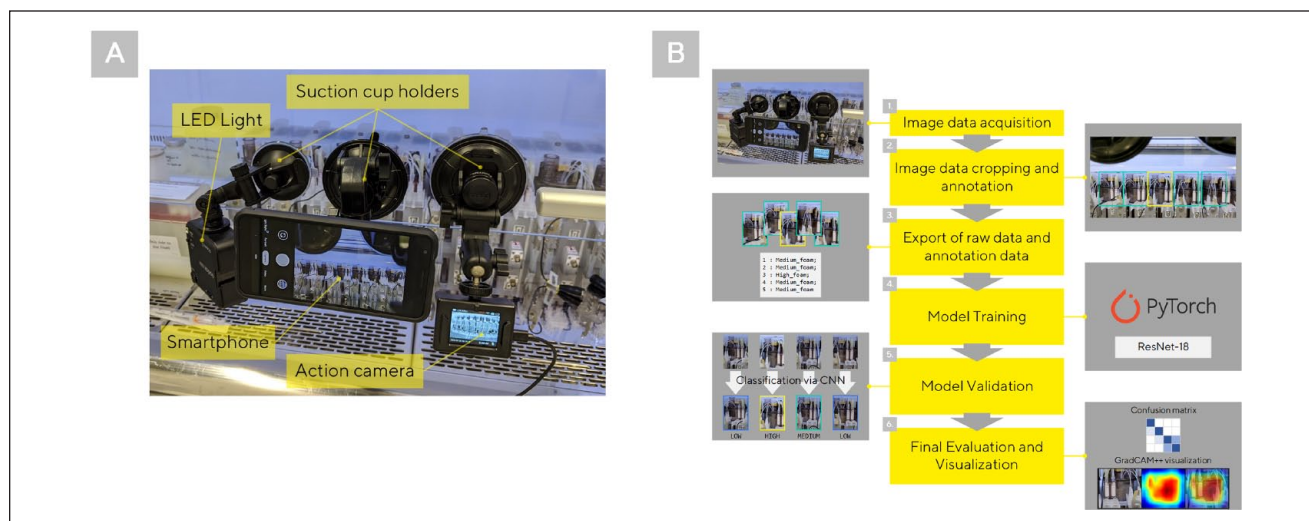 A
Suction cup holders
LED Light
Smartphone
Action camera
B
1.
Image data acquisition
2.
Image data cropping and
annotation
3.
Export of raw data and
annotation data
1 : Medium_foam;
2 : Medium_foam;
3 : High_foam;
4 : Medium_foam;
5 : Medium_foam
4.
Model Training
PyTorch
ResNet-18
5.
Model Validation
Classification via CNN
LOW
HIGH
MEDIUM
LOW
6.
Final Evaluation and
Visualization
Confusion matrix
GradCAM++ visualization